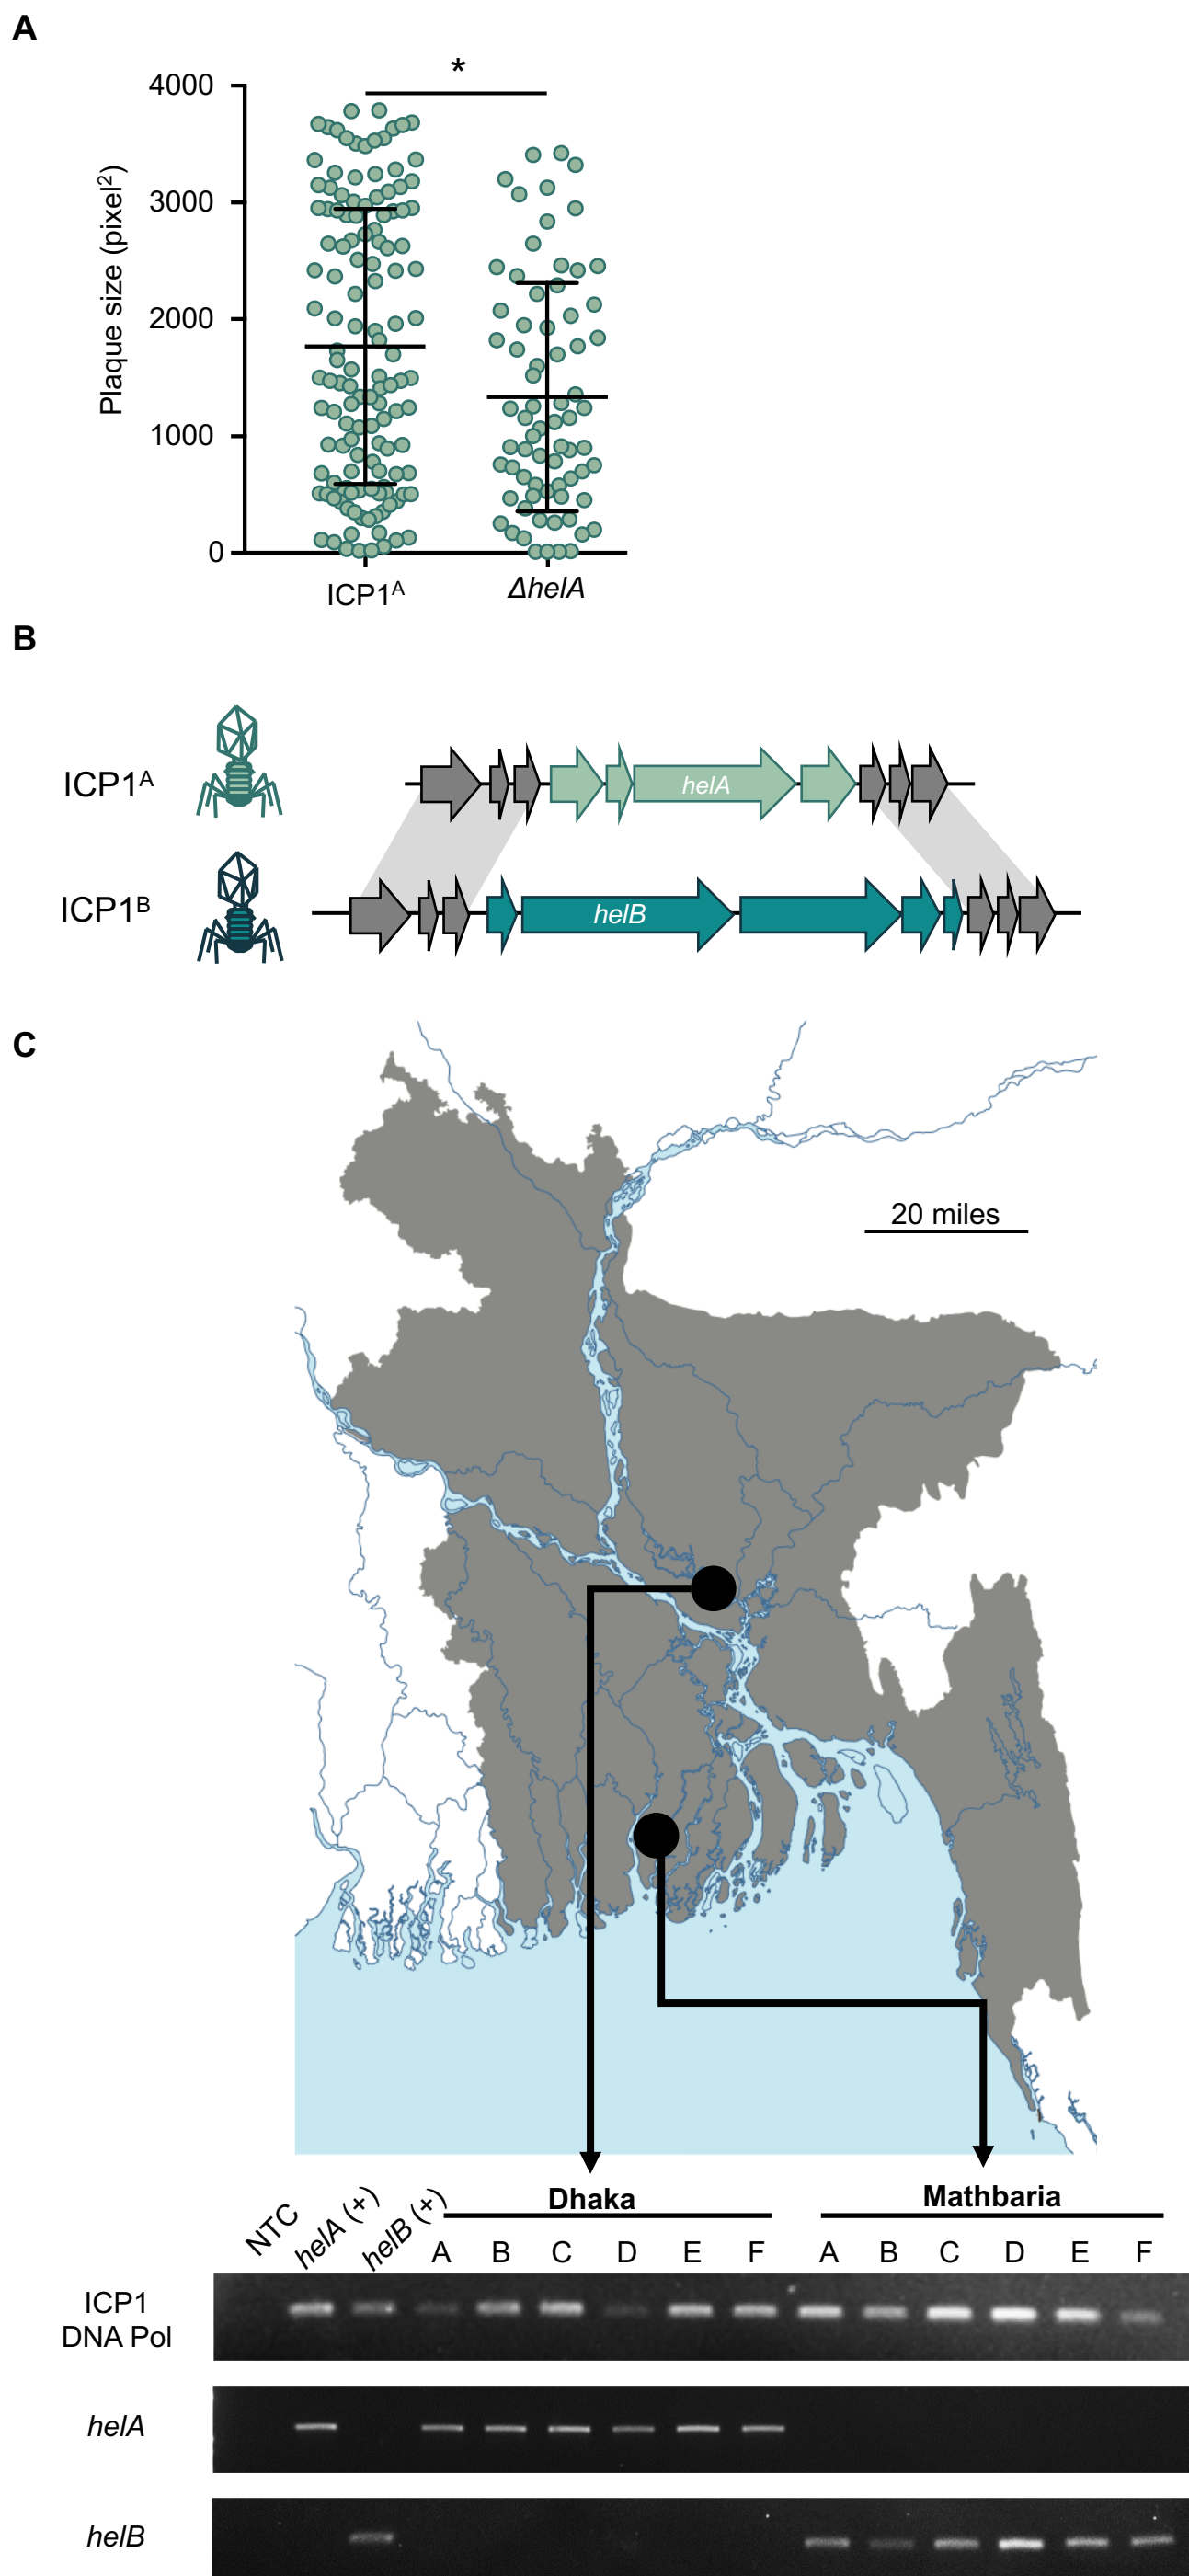 A
*
4000
3000
2000
1000
0
Plaque size (pixel²)
ICP1ᴬ
ΔhelA
B
ICP1ᴬ
helA
ICP1ᴮ
helB
C
20 miles
Dhaka
Mathbaria
NTC
helA (+)
helB (+)
A B C D E F A B C D E F
ICP1
DNA Pol
helA
helB